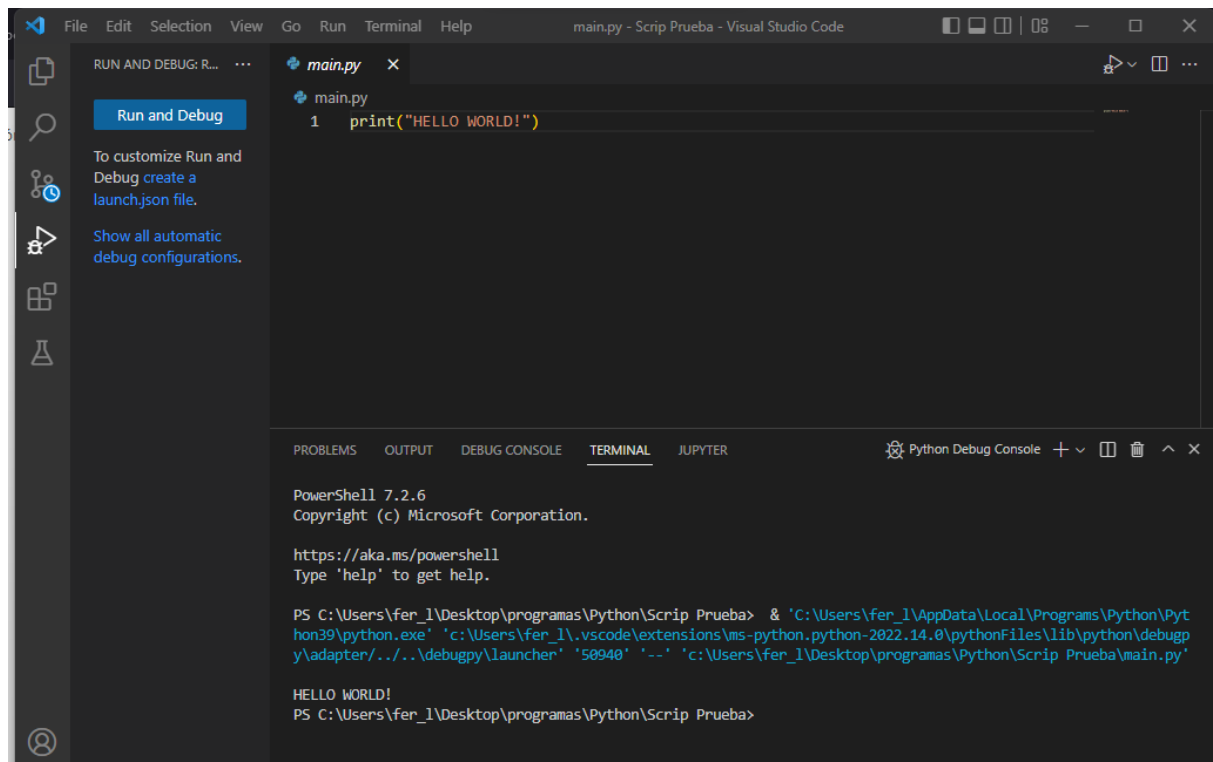 File Edit Selection View Go Run Terminal Help main.py - Scrip Prueba - Visual Studio Code
RUN AND DEBUG: R... ···
main.py
Run and Debug
To customize Run and
Debug create a
launch.json file.
Show all automatic
debug configurations.
main.py
1 print("HELLO WORLD!")
PROBLEMS OUTPUT DEBUG CONSOLE TERMINAL JUPYTER Python Debug Console
PowerShell 7.2.6
Copyright (c) Microsoft Corporation.
https://aka.ms/powershell
Type 'help' to get help.
PS C:\Users\fer_l\Desktop\programas\Python\Scrip Prueba> & 'C:\Users\fer_l\AppData\Local\Programs\Python\Pyt
hon39\python.exe' 'c:\Users\fer_l\.vscode\extensions\ms-python.python-2022.14.0\pythonFiles\lib\python\debugp
y\adapter/../..\debugpy\launcher' '50940' '--' 'c:\Users\fer_l\Desktop\programas\Python\Scrip Prueba\main.py'
HELLO WORLD!
PS C:\Users\fer_l\Desktop\programas\Python\Scrip Prueba>